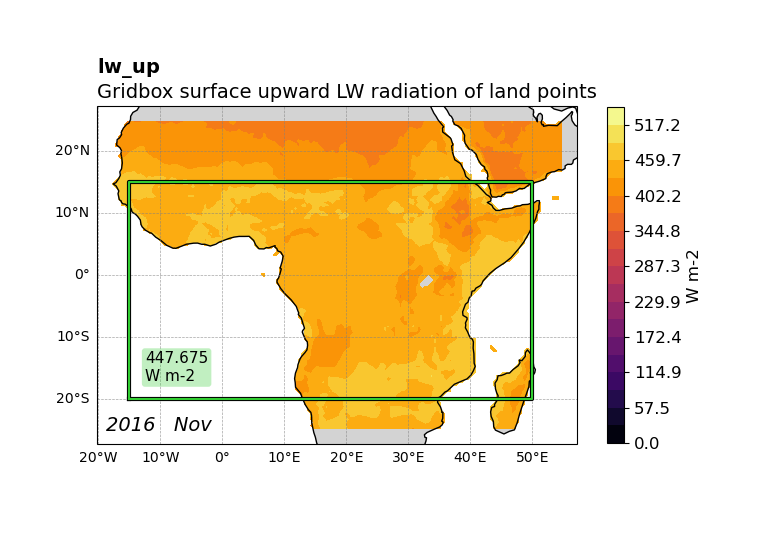 lw_up
Gridbox surface upward LW radiation of land points
20°N
10°N
0°
10°S
20°S
447.675
W m-2
2016 Nov
20°W 10°W 0° 10°E 20°E 30°E 40°E 50°E
517.2
459.7
402.2
344.8
287.3
229.9
172.4
114.9
57.5
0.0
W m-2